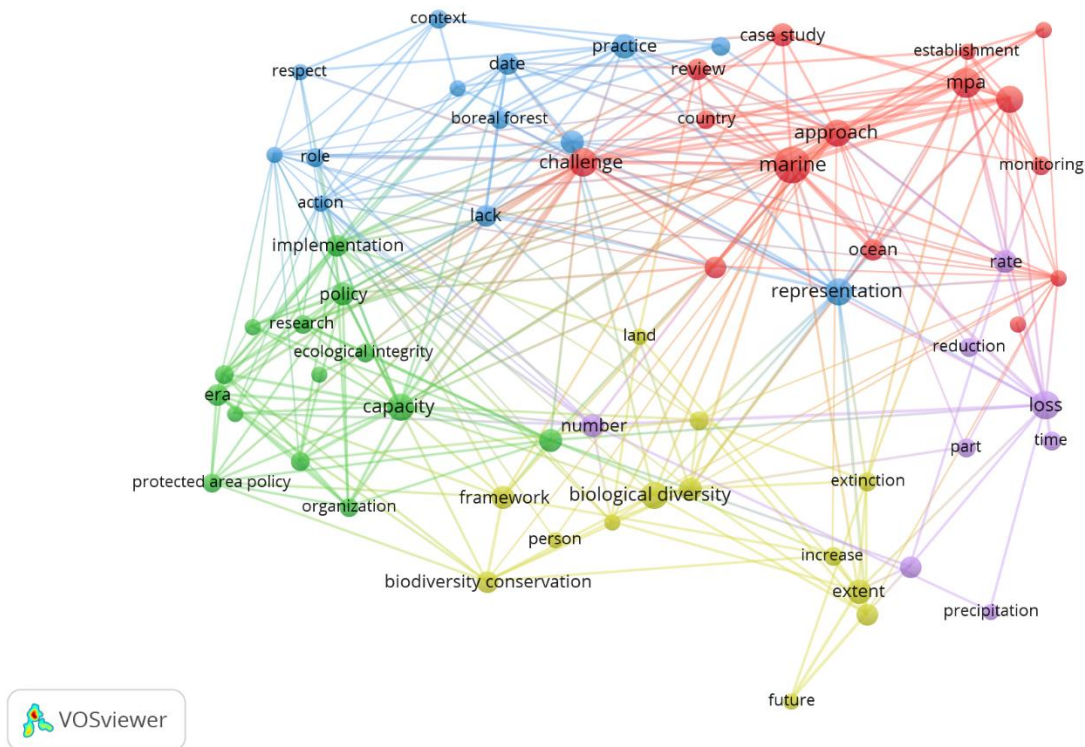 context
case study
practice
establishment
date
review
respect
mpa
boreal forest
country
approach
role
challenge
marine
monitoring
action
lack
implementation
ocean
rate
policy
representation
research
land
reduction
ecological integrity
era
capacity
number
loss
time
part
protected area policy
framework
biological diversity
extinction
organization
person
increase
biodiversity conservation
extent
precipitation
future
VOSviewer